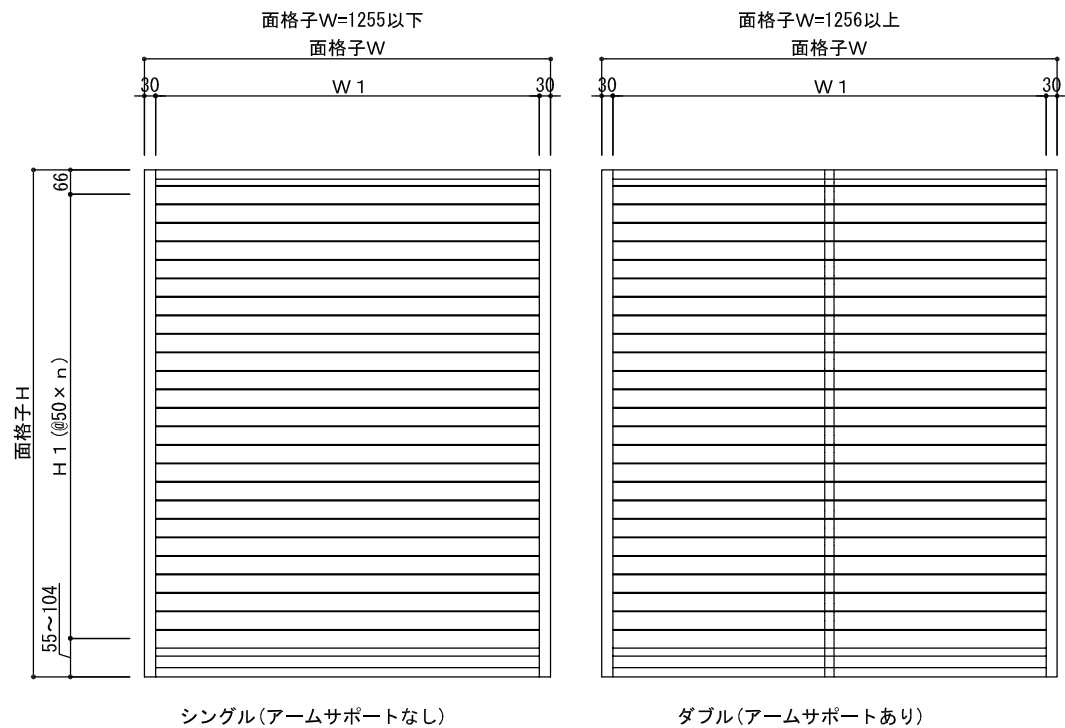 面格子W=1255以下
面格子W
30
W1
30
面格子W=1256以上
面格子W
30
W1
30
66
H1(@50×n)
面格子H
55~104
シングル(アームサポートなし)
ダブル(アームサポートあり)